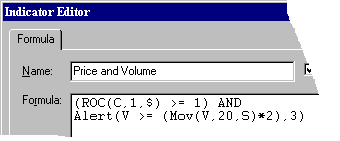 Indicator Editor
Formula
Name: Price and Volume
Formula: (ROC(C,1,$) >= 1) AND
Alert(V >= (Mov(V,20,S)*2),3)